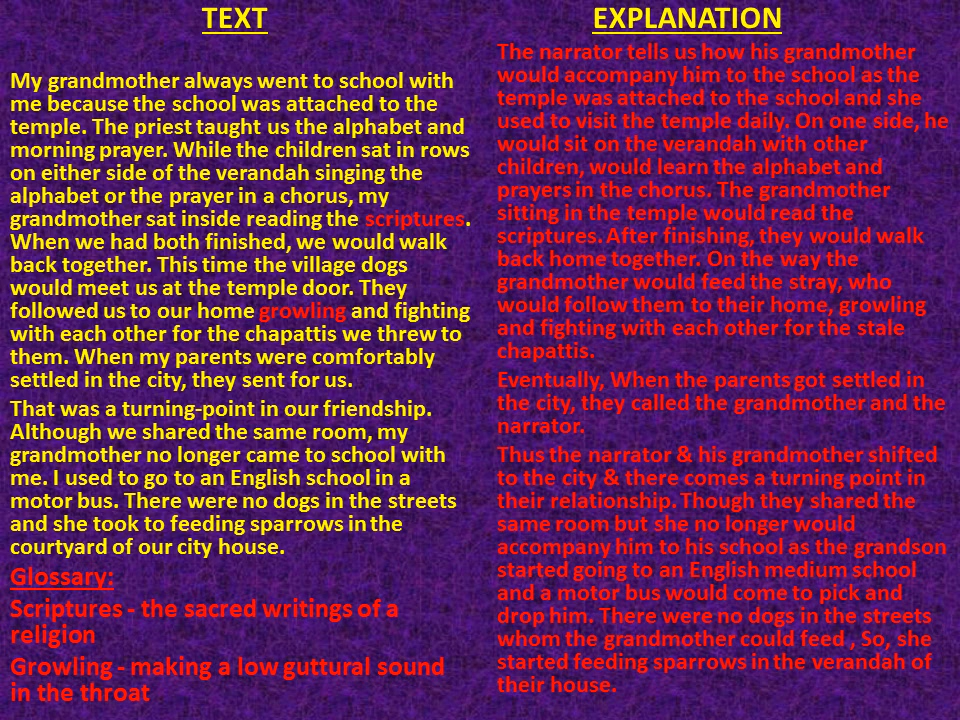 TEXT
My grandmother always went to school with
me because the school was attached to the
temple. The priest taught us the alphabet and
morning prayer. While the children sat in rows
on either side of the verandah singing the
alphabet or the prayer in a chorus, my
grandmother sat inside reading the scriptures.
When we had both finished, we would walk
back together. This time the village dogs
would meet us at the temple door. They
followed us to our home growling and fighting
with each other for the chapattis we threw to
them. When my parents were comfortably
settled in the city, they sent for us.
That was a turning-point in our friendship.
Although we shared the same room, my
grandmother no longer came to school with
me. I used to go to an English school in a
motor bus. There were no dogs in the streets
and she took to feeding sparrows in the
courtyard of our city house.
Glossary:
Scriptures - the sacred writings of a
religion
Growling - making a low guttural sound
in the throat
EXPLANATION
The narrator tells us how his grandmother
would accompany him to the school as the
temple was attached to the school and she
used to visit the temple daily. On one side, he
would sit on the verandah with other
children, would learn the alphabet and
prayers in the chorus. The grandmother
sitting in the temple would read the
scriptures. After finishing, they would walk
back home together. On the way the
grandmother would feed the stray, who
would follow them to their home, growling
and fighting with each other for the stale
chapattis.
Eventually, When the parents got settled in
the city, they called the grandmother and the
narrator.
Thus the narrator & his grandmother shifted
to the city & there comes a turning point in
their relationship. Though they shared the
same room but she no longer would
accompany him to his school as the grandson
started going to an English medium school
and a motor bus would come to pick and
drop him. There were no dogs in the streets
whom the grandmother could feed , So, she
started feeding sparrows in the verandah of
their house.